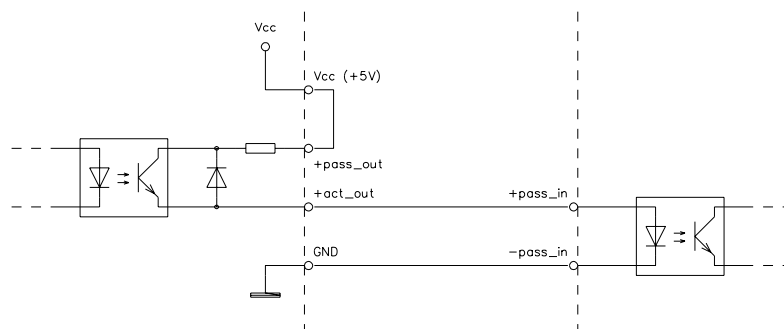 Vcc
Vcc (+5V)
+pass_out
+act_out
+pass_in
GND
-pass_in